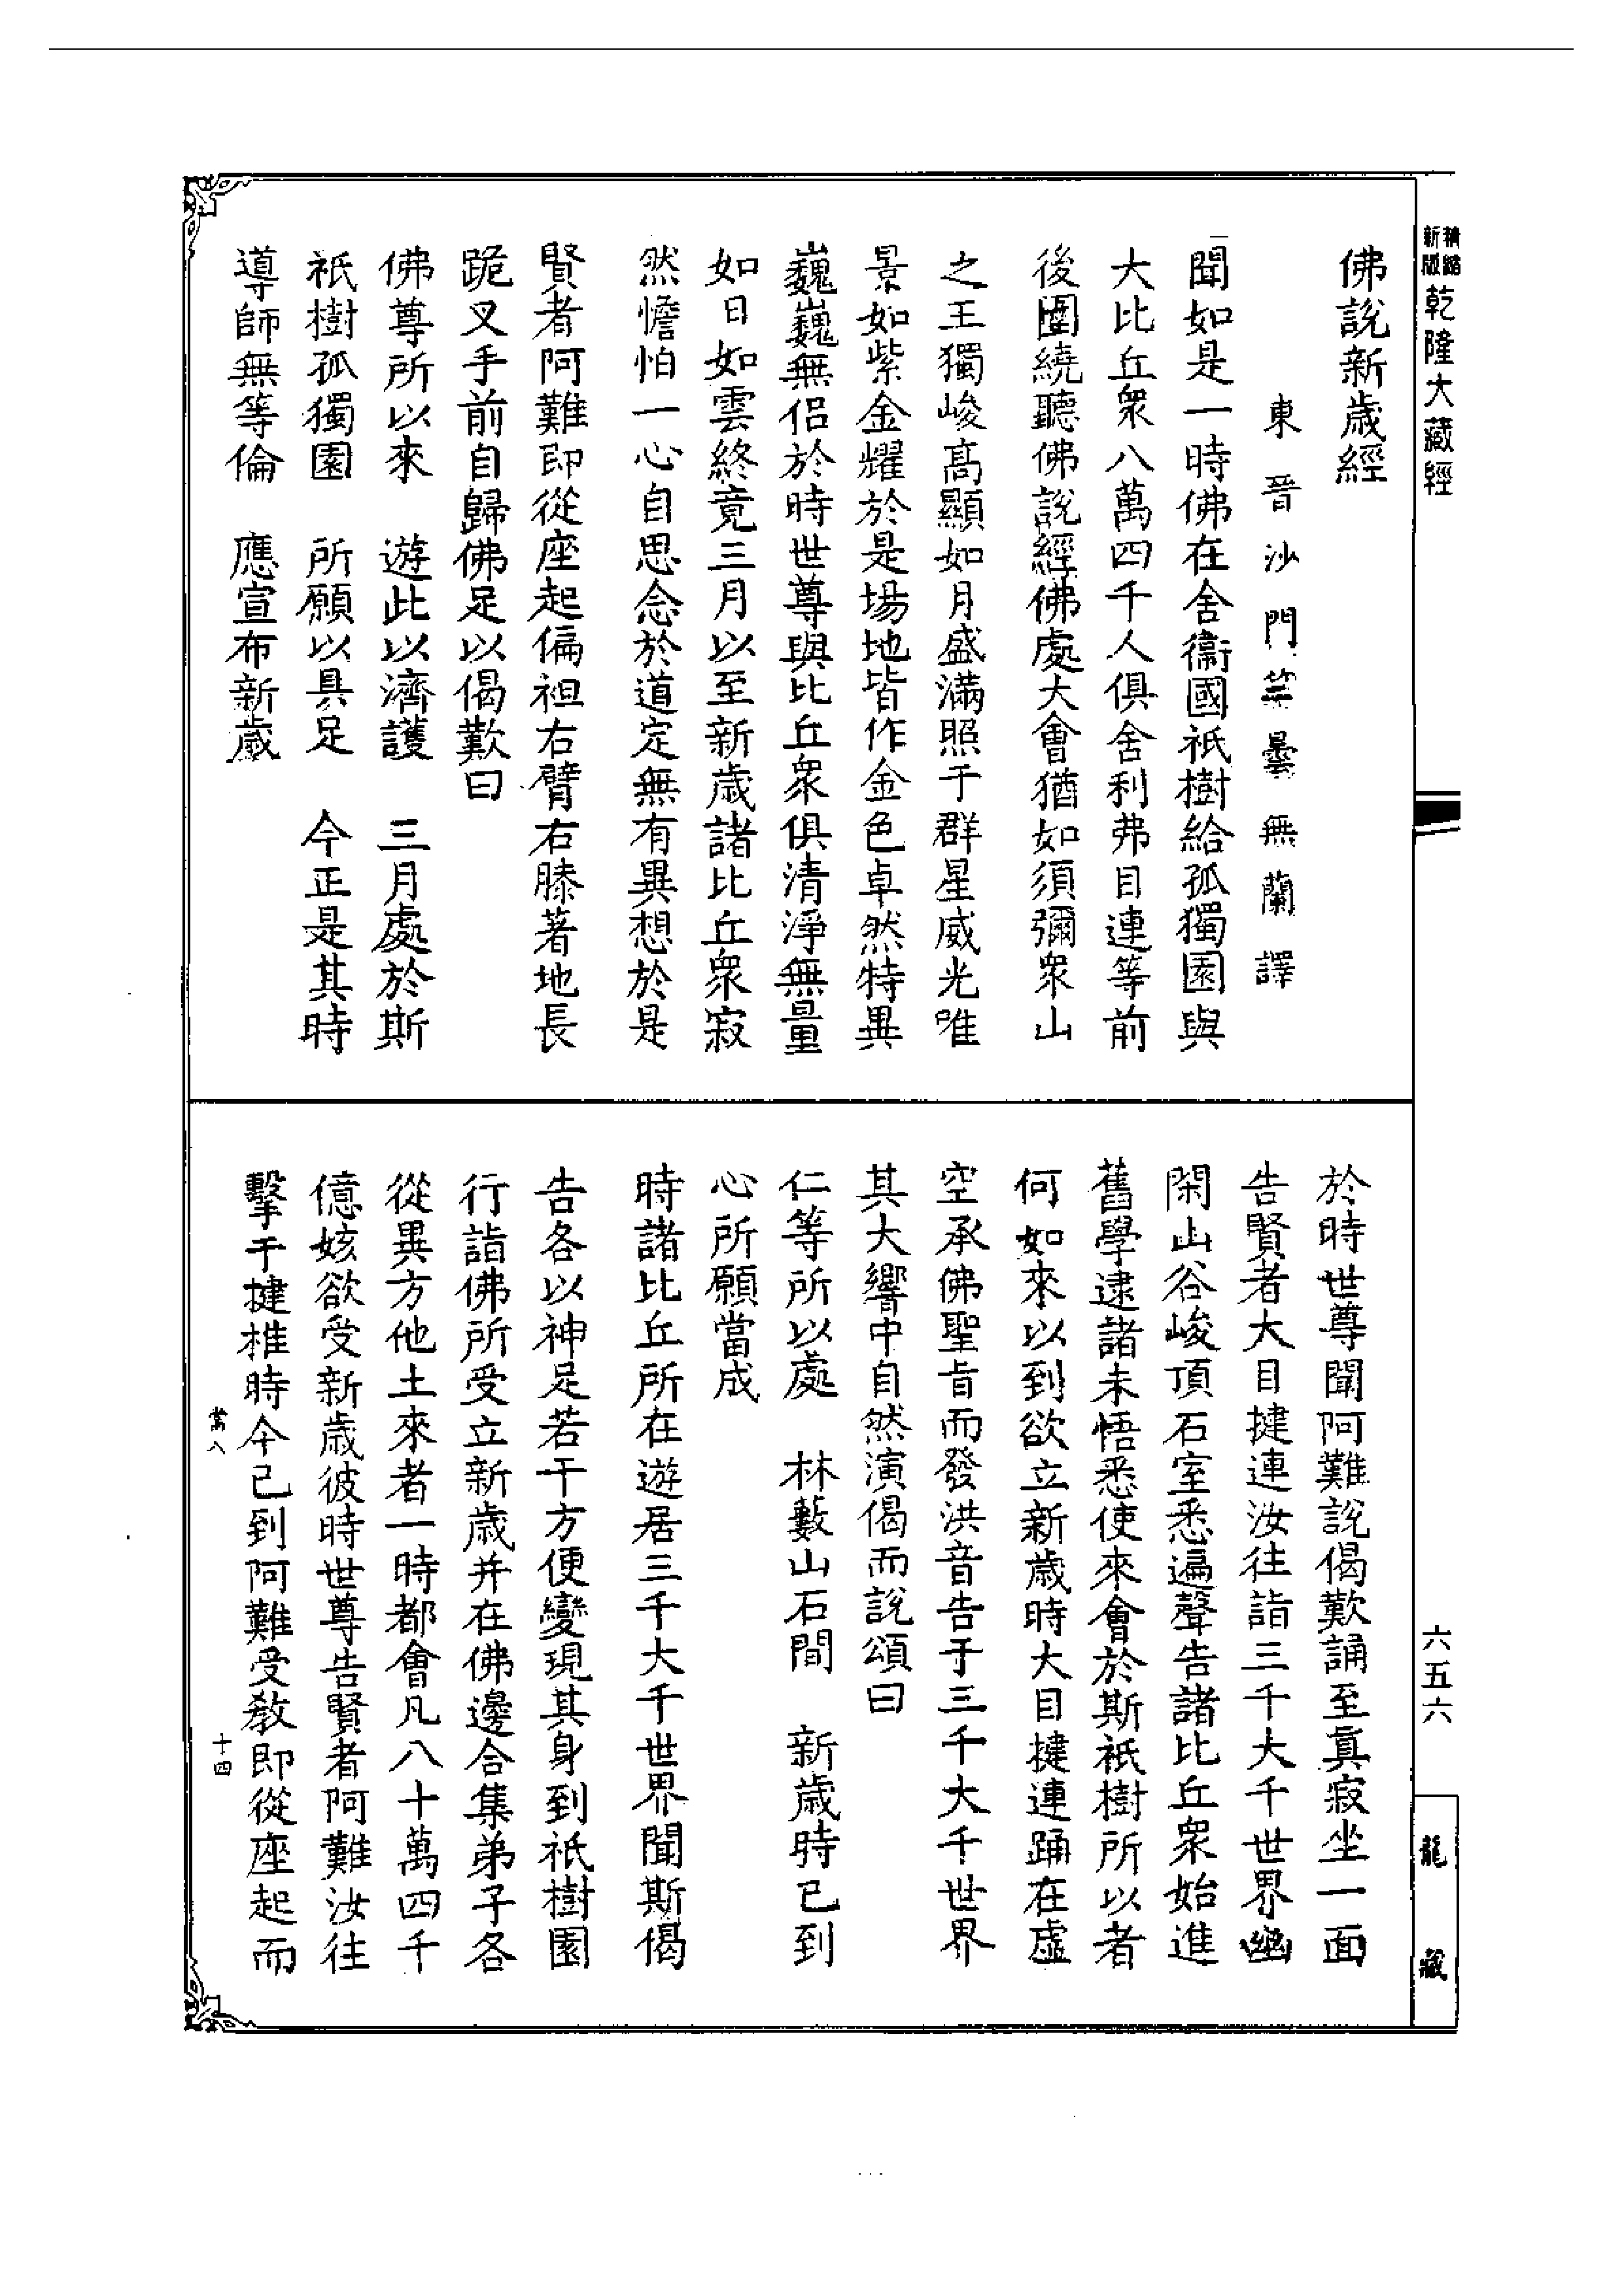 精縮新版乾隆大藏經
佛說新歲經
東晉沙門竺曇無蘭譯
聞如是一時佛在舍衞國祇樹給孤獨園與
大比丘衆八萬四千人俱舍利弗目連等前
後圍繞聽佛說經佛處大會猶如須彌衆山
之王獨峻高顯如月盛滿照于群星威光唯
景如紫金耀於是場地皆作金色卓然特異
巍巍無侶於時世尊與比丘衆俱清淨無量
如日如雲終竟三月以至新歲諸比丘衆寂
然憺怕一心自思念於道定無有異想於是
賢者阿難即從座起偏袒右臂右膝著地長
跪叉手前自歸佛足以偈歎曰
佛尊所以來　遊此以濟護　三月處於斯
祇樹孤獨園　所願以具足　今正是其時
導師無等倫　應宣布新歲
於時世尊聞阿難說偈歎誦至眞寂坐一面
告賢者大目揵連汝往詣三千大千世界幽
閑山谷峻頂石室悉遍聲告諸比丘衆始進
舊學逮諸未悟悉使來會於斯祇樹所以者
何如來以到欲立新歲時大目揵連踊在虛
空承佛聖旨而發洪音告于三千大千世界
其大響中自然演偈而說頌曰
仁等所以處　林藪山石間　新歲時已到
心所願當成
時諸比丘所在遊居三千大千世界聞斯偈
告各以神足若干方便變現其身到祇樹園
行詣佛所受立新歲幷在佛邊合集弟子各
從異方他土來者一時都會凡八十萬四千
億姟欲受新歲彼時世尊告賢者阿難汝往
擊于揵椎時今已到阿難受教即從座起而
六五六
龍藏
十四